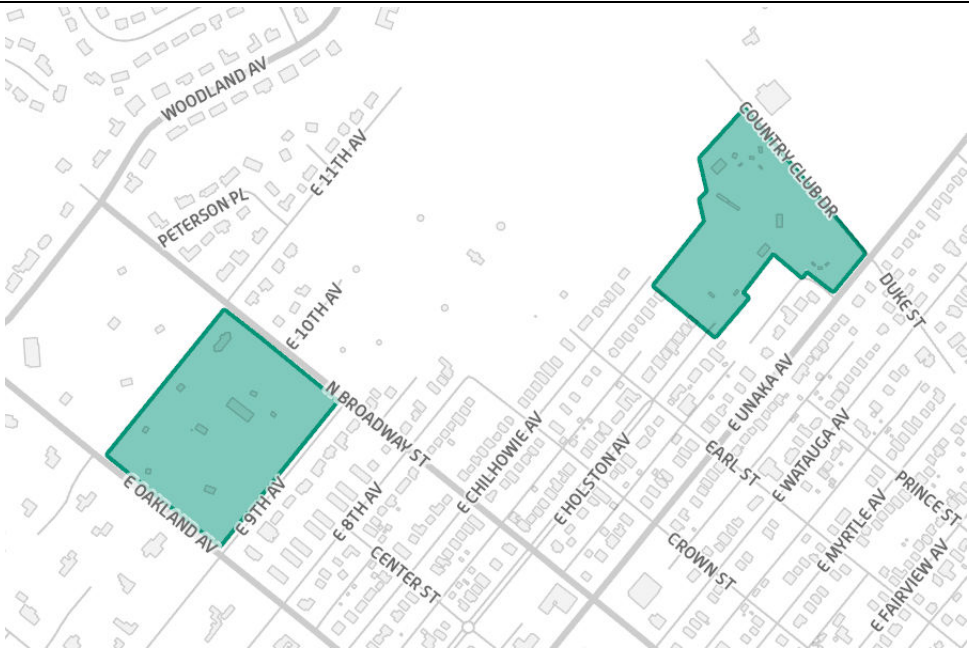 WOODLAND AV
COUNTRY CLUB DR
E 11TH AV
PETERSON PL
DUKE ST
E 10TH AV
N BROADWAY ST
E UNAKA AV
E CHILHOWIE AV
E HOLSTON AV
EARL ST
E WATAUGA AV
PRINCE ST
E OAKLAND AV
E 9TH AV
E 8TH AV
E MYRTLE AV
CENTER ST
CROWN ST
E FAIRVIEW AV